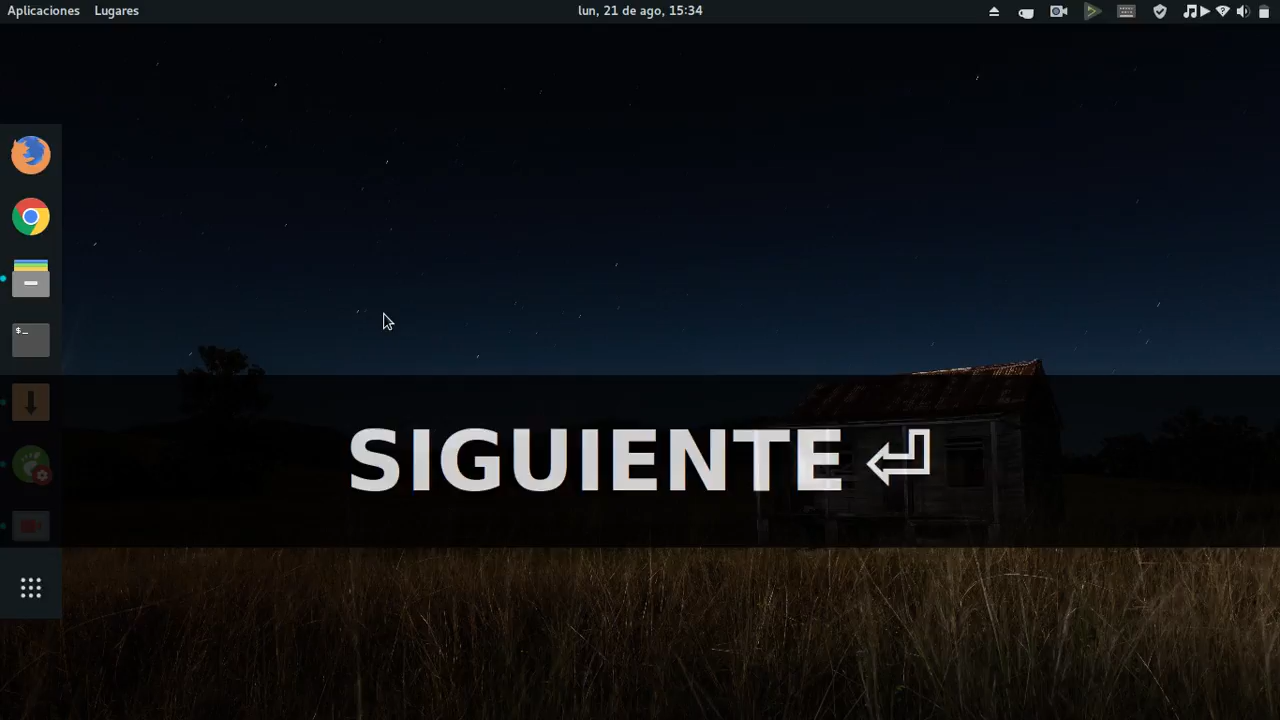 Aplicaciones Lugares lun, 21 de ago, 15:34
$_
SIGUIENTE ⏎